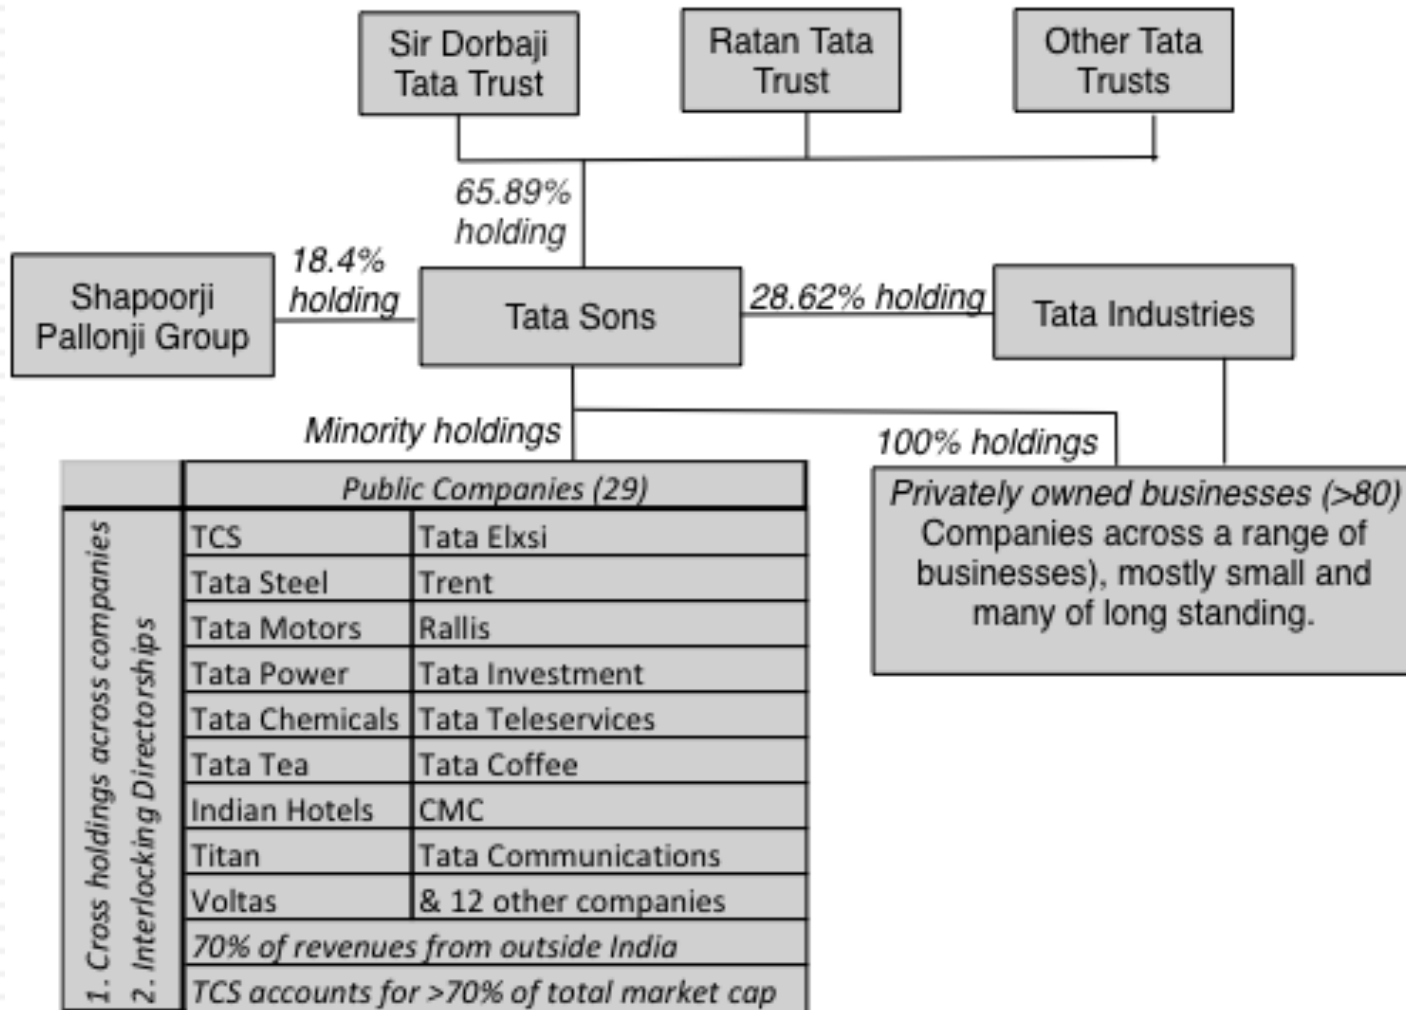 Sir Dorbaji
Tata Trust
Ratan Tata
Trust
Other Tata
Trusts
65.89%
holding
Shapoorji
Pallonji Group
18.4%
holding
Tata Sons
28.62% holding
Tata Industries
Minority holdings
100% holdings
Public Companies (29)
1. Cross holdings across companies
2. Interlocking Directorships
TCS
Tata Elxsi
Tata Steel
Trent
Tata Motors
Rallis
Tata Power
Tata Investment
Tata Chemicals
Tata Teleservices
Tata Tea
Tata Coffee
Indian Hotels
CMC
Titan
Tata Communications
Voltas
& 12 other companies
70% of revenues from outside India
TCS accounts for >70% of total market cap
Privately owned businesses (>80)
Companies across a range of
businesses), mostly small and
many of long standing.